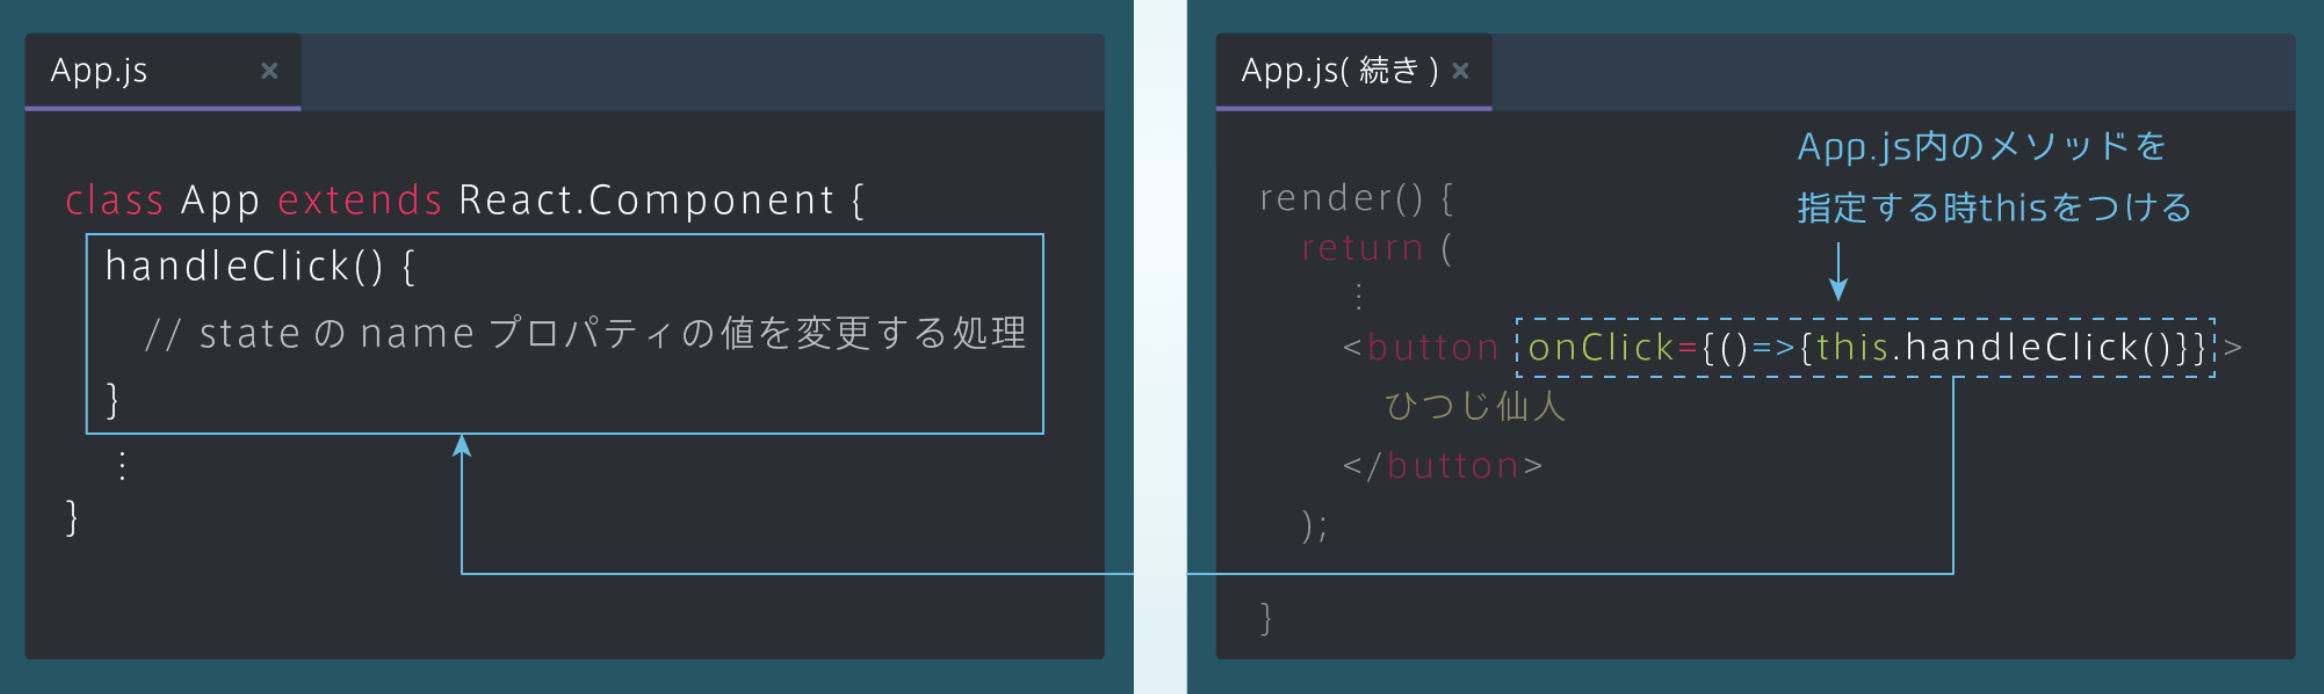 App.js ×
class App extends React.Component {
handleClick() {
// state の name プロパティの値を変更する処理
}
⋮
}
App.js( 続き ) ×
App.js内のメソッドを
指定する時thisをつける
render() {
return (
⋮
<button onClick={()=>{this.handleClick()}}>
ひつじ仙人
</button>
);
}